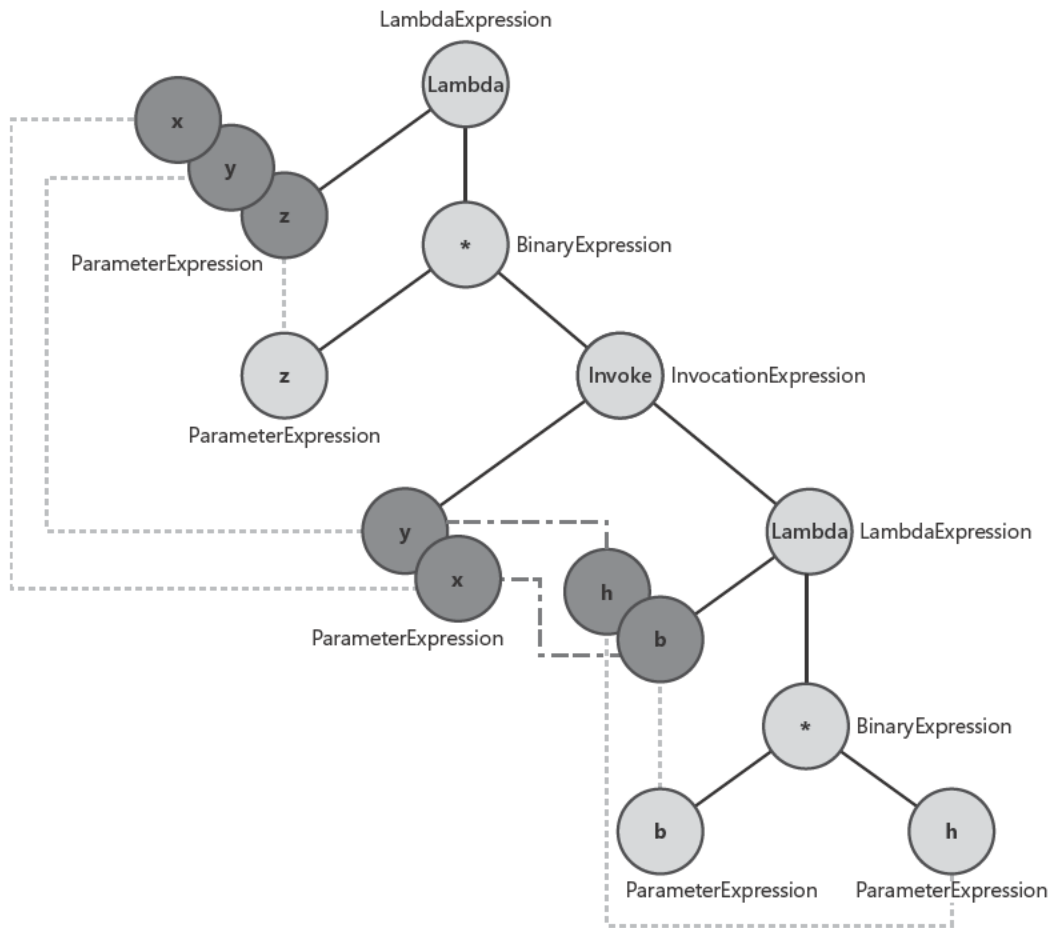 LambdaExpression
Lambda
x
y
z
ParameterExpression
*
BinaryExpression
z
ParameterExpression
Invoke
InvocationExpression
y
x
ParameterExpression
h
b
Lambda
LambdaExpression
*
BinaryExpression
b
ParameterExpression
h
ParameterExpression